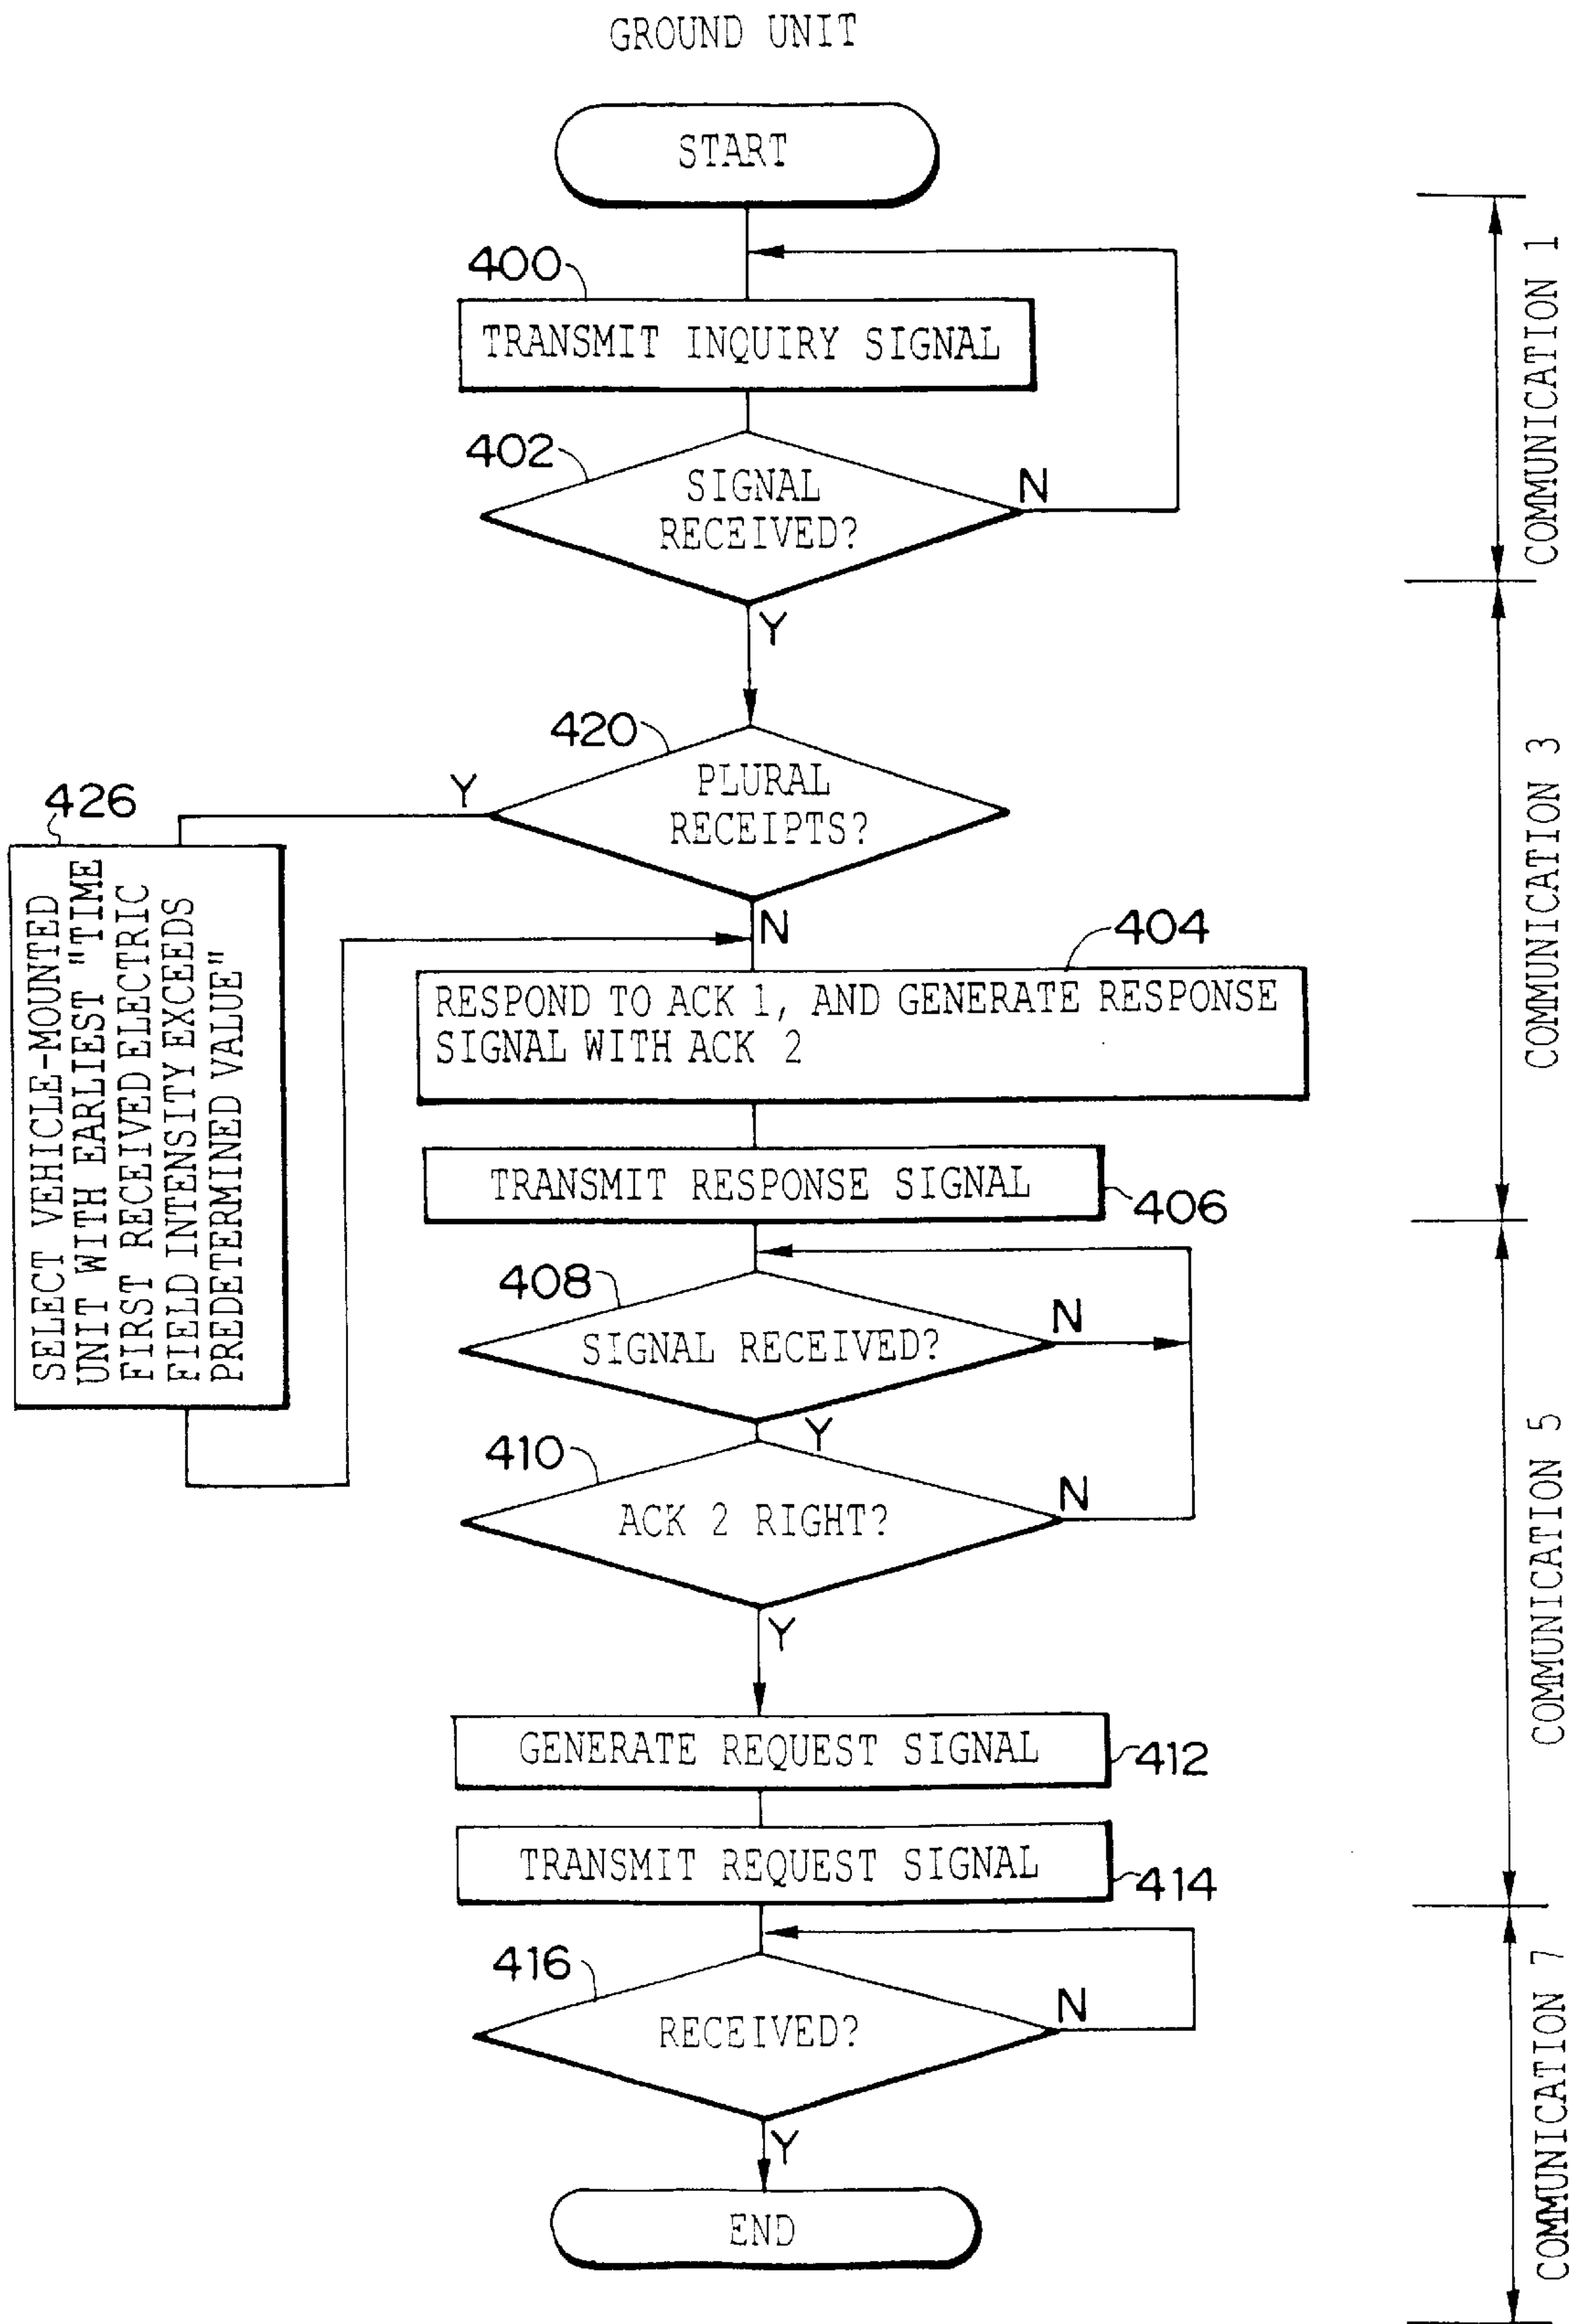 GROUND UNIT
START
400
TRANSMIT INQUIRY SIGNAL
402
SIGNAL
RECEIVED?
N
Y
COMMUNICATION 1
420
PLURAL
RECEIPTS?
Y
N
426
SELECT VEHICLE-MOUNTED
UNIT WITH EARLIEST "TIME
FIRST RECEIVED ELECTRIC
FIELD INTENSITY EXCEEDS
PREDETERMINED VALUE"
404
RESPOND TO ACK 1, AND GENERATE RESPONSE
SIGNAL WITH ACK 2
TRANSMIT RESPONSE SIGNAL
406
COMMUNICATION 3
408
SIGNAL RECEIVED?
N
Y
410
ACK 2 RIGHT?
N
Y
GENERATE REQUEST SIGNAL
412
TRANSMIT REQUEST SIGNAL
414
COMMUNICATION 5
416
RECEIVED?
N
Y
END
COMMUNICATION 7